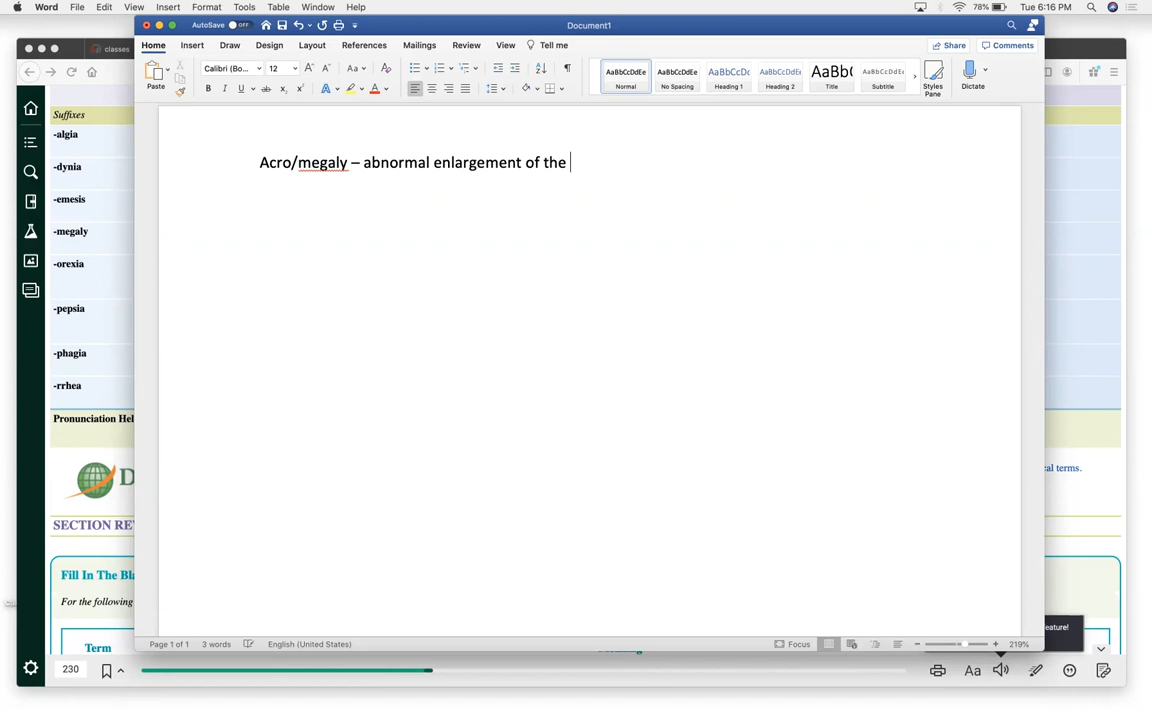 Word File Edit View Insert Format Tools Table Window Help 78% Tue 6:16 PM
AutoSave OFF Document1
classes
Home Insert Draw Design Layout References Mailings Review View Tell me Share Comments
Paste Calibri (Bo... 12 Aa
AaBbCcDdEe AaBbCcDdEe AaBbCcDc AaBbCcDdEe AaBb( AaBbCcDdEe
Normal No Spacing Heading 1 Heading 2 Title Subtitle Styles Pane Dictate
Suffixes
-algia
-dynia
-emesis
-megaly
-orexia
-pepsia
-phagia
-rrhea
Acro/megaly – abnormal enlargement of the
Pronunciation Hel
D
cal terms.
SECTION RE
Fill In The Bla
For the following
eature!
Term
Page 1 of 1 3 words English (United States) Focus 219%
230 Aa